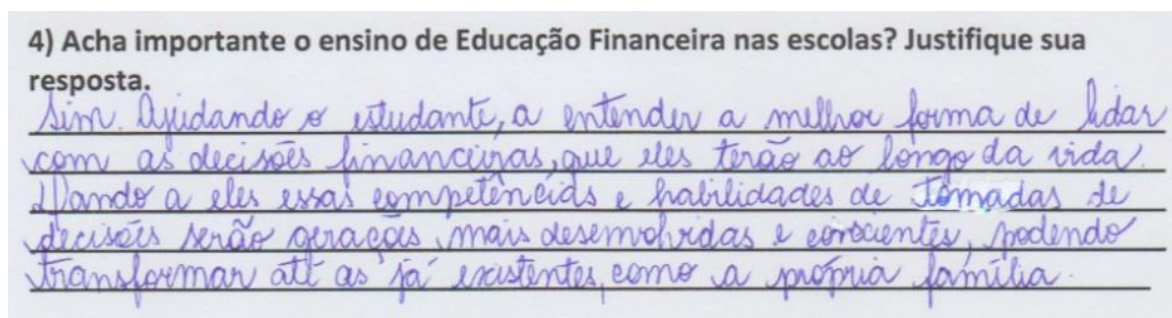 4) Acha importante o ensino de Educação Financeira nas escolas? Justifique sua
resposta.
Sim. Ajudando o estudante, a entender a melhor forma de lidar
com as decisões financeiras, que eles terão ao longo da vida.
Dando a eles essas competências e habilidades de tomadas de
decisões serão gerações, mais desemvolvidas e conscientes, podendo
transformar até as já existentes, como a própria família.